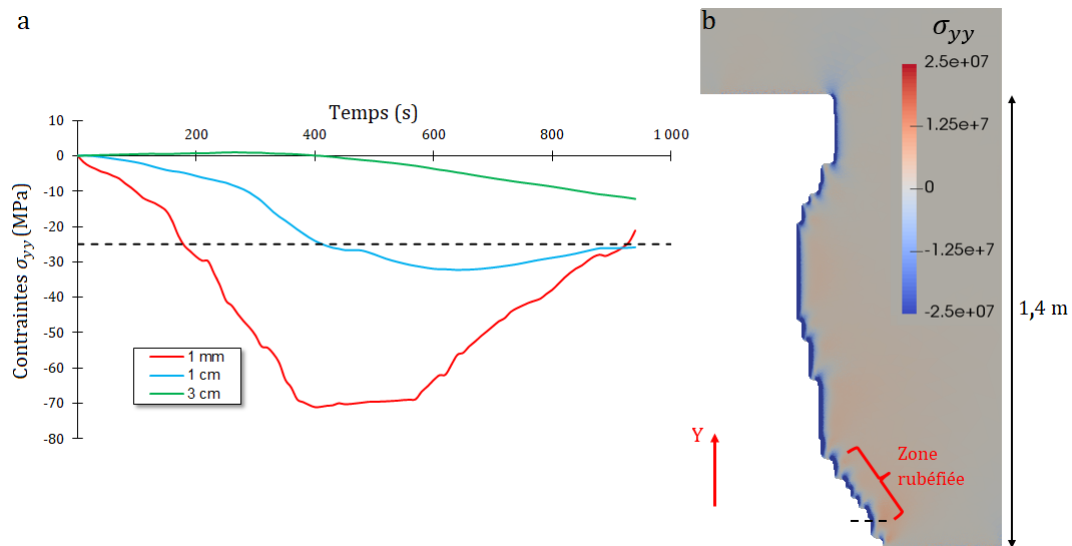 a
Temps (s)
200
400
600
800
1 000
10
0
-10
-20
-30
-40
-50
-60
-70
-80
Contraintes σyy (MPa)
1 mm
1 cm
3 cm
b
σyy
2.5e+07
1.25e+7
0
-1.25e+7
-2.5e+07
1,4 m
Y
Zone
rubéfiée